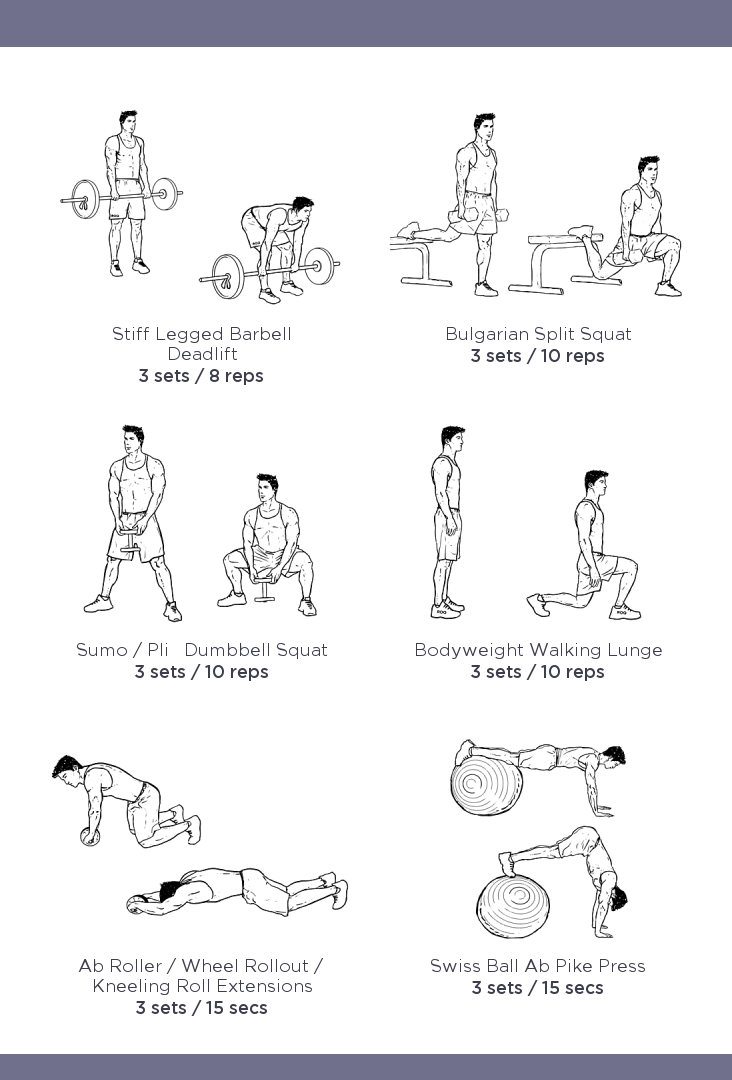 Stiff Legged Barbell
Deadlift
3 sets / 8 reps
Bulgarian Split Squat
3 sets / 10 reps
Sumo / Pli   Dumbbell Squat
3 sets / 10 reps
Bodyweight Walking Lunge
3 sets / 10 reps
Ab Roller / Wheel Rollout /
Kneeling Roll Extensions
3 sets / 15 secs
Swiss Ball Ab Pike Press
3 sets / 15 secs